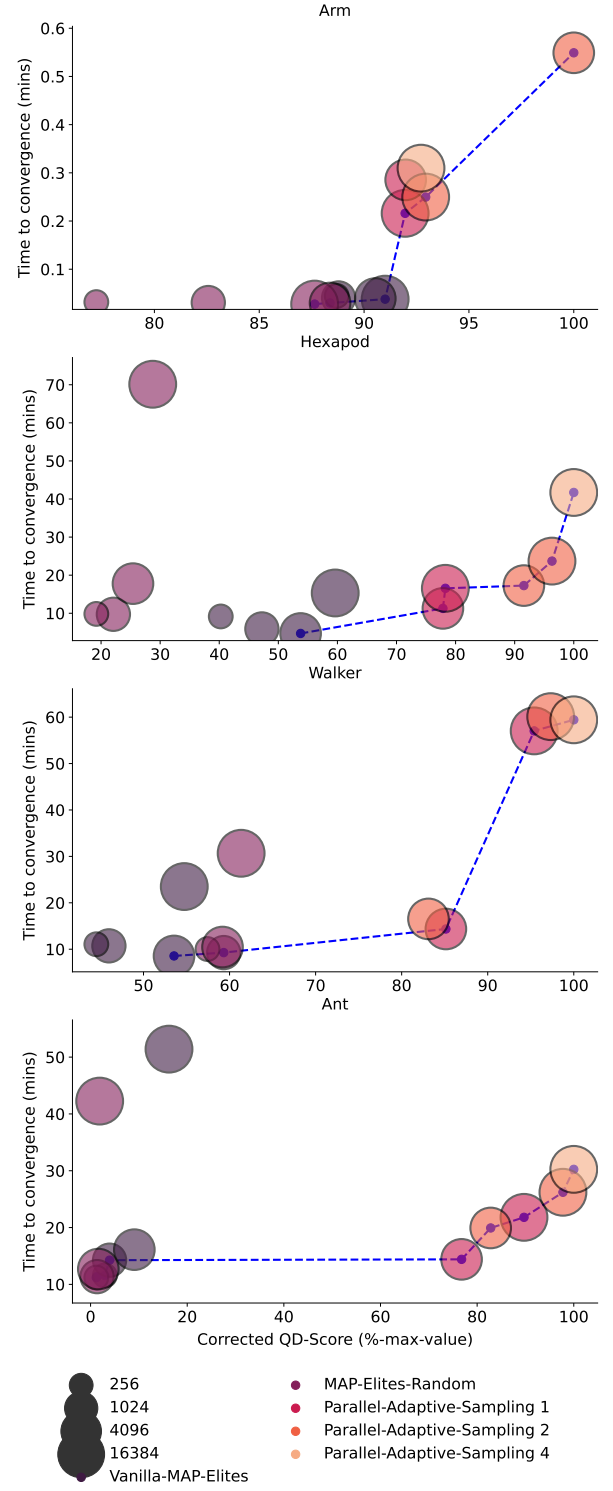 Arm
Time to convergence (mins)
0.6
0.5
0.4
0.3
0.2
0.1
80 85 90 95 100
Hexapod
Time to convergence (mins)
70
60
50
40
30
20
10
20 30 40 50 60 70 80 90 100
Walker
Time to convergence (mins)
60
50
40
30
20
10
50 60 70 80 90 100
Ant
Time to convergence (mins)
50
40
30
20
10
0 20 40 60 80 100
Corrected QD-Score (%-max-value)
256
1024
4096
16384
Vanilla-MAP-Elites
MAP-Elites-Random
Parallel-Adaptive-Sampling 1
Parallel-Adaptive-Sampling 2
Parallel-Adaptive-Sampling 4